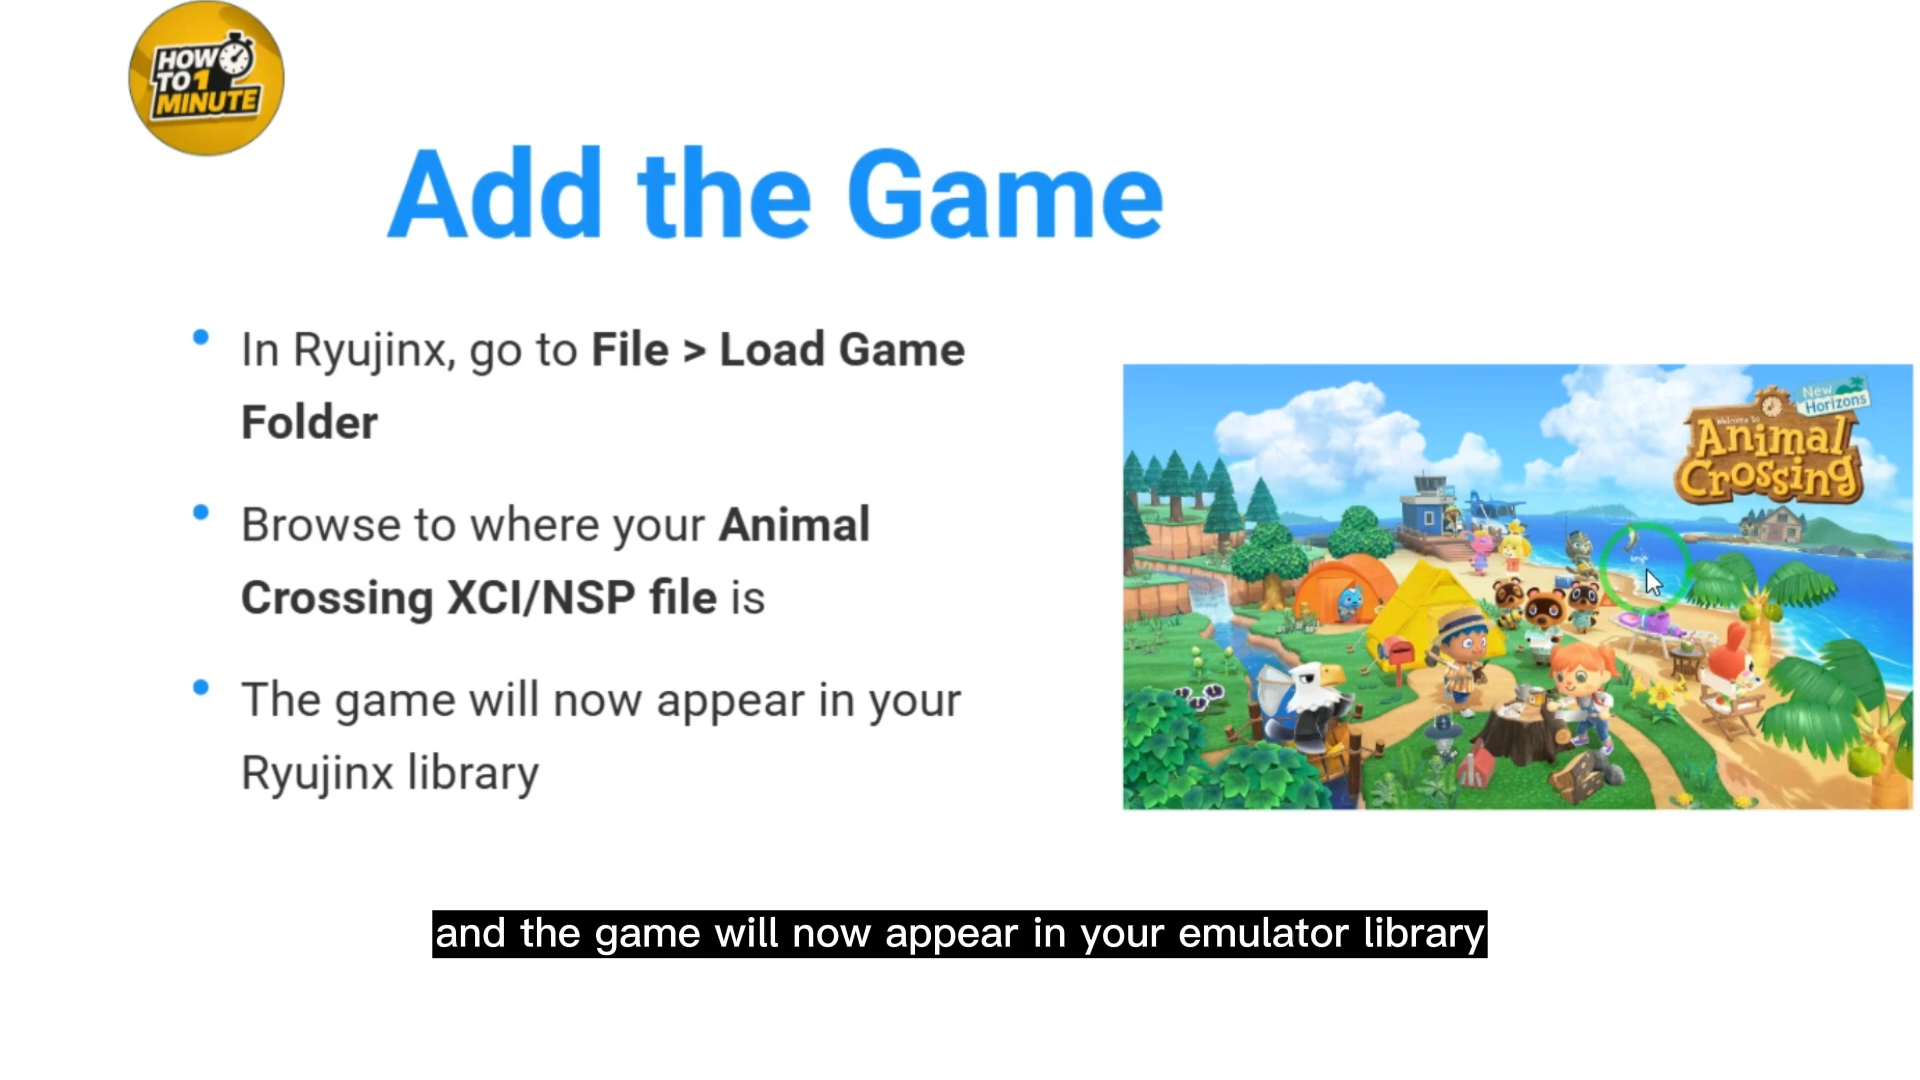 HOW
TO 1
MINUTE
Add the Game
In Ryujinx, go to File > Load Game
Folder
Browse to where your Animal
Crossing XCI/NSP file is
The game will now appear in your
Ryujinx library
New
Horizons
Welcome to
Animal
Crossing
and the game will now appear in your emulator library